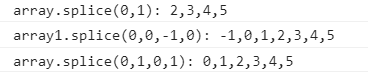 array.splice(0,1): 2,3,4,5
array1.splice(0,0,-1,0): -1,0,1,2,3,4,5
array.splice(0,1,0,1): 0,1,2,3,4,5